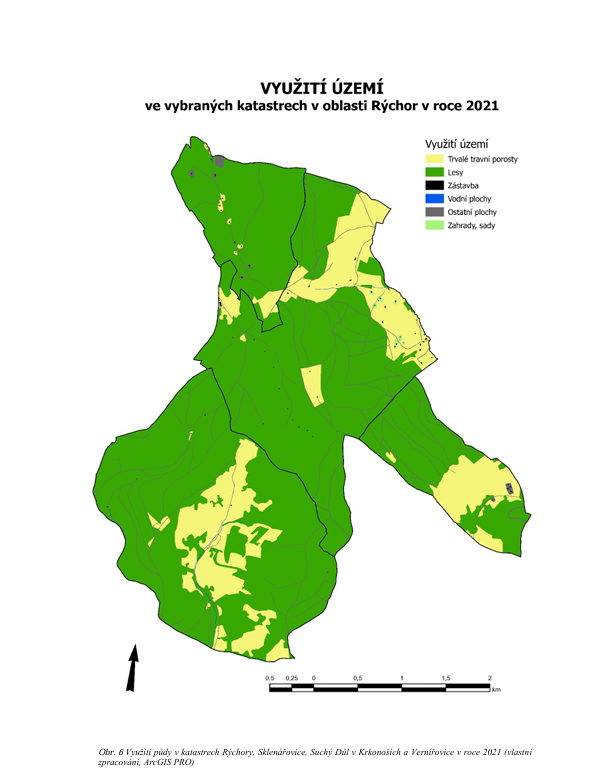 VYUŽITÍ ÚZEMÍ
ve vybraných katastrech v oblasti Rýchor v roce 2021
Využití území
Trvalé travní porosty
Lesy
Zástavba
Vodní plochy
Ostatní plochy
Zahrady, sady
0,5 0,25 0 0,5 1 1,5 2
km
Obr. 6 Využití půdy v katastrech Rýchory, Sklenářovice, Suchý Důl v Krkonoších a Vernířovice v roce 2021 (vlastní
zpracování, ArcGIS PRO)